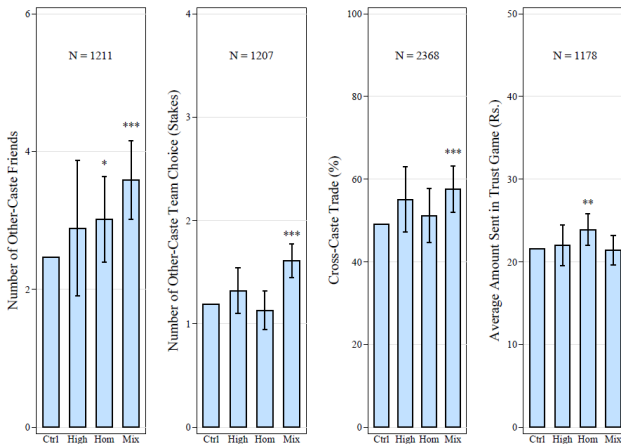 Number of Other-Caste Friends
6
4
2
0
N = 1211
*
***
Ctrl High Hom Mix
Number of Other-Caste Team Choice (Stakes)
4
3
2
1
0
N = 1207
***
Ctrl High Hom Mix
Cross-Caste Trade (%)
100
80
60
40
20
0
N = 2368
***
Ctrl High Hom Mix
Average Amount Sent in Trust Game (Rs.)
50
40
30
20
10
0
N = 1178
**
Ctrl High Hom Mix